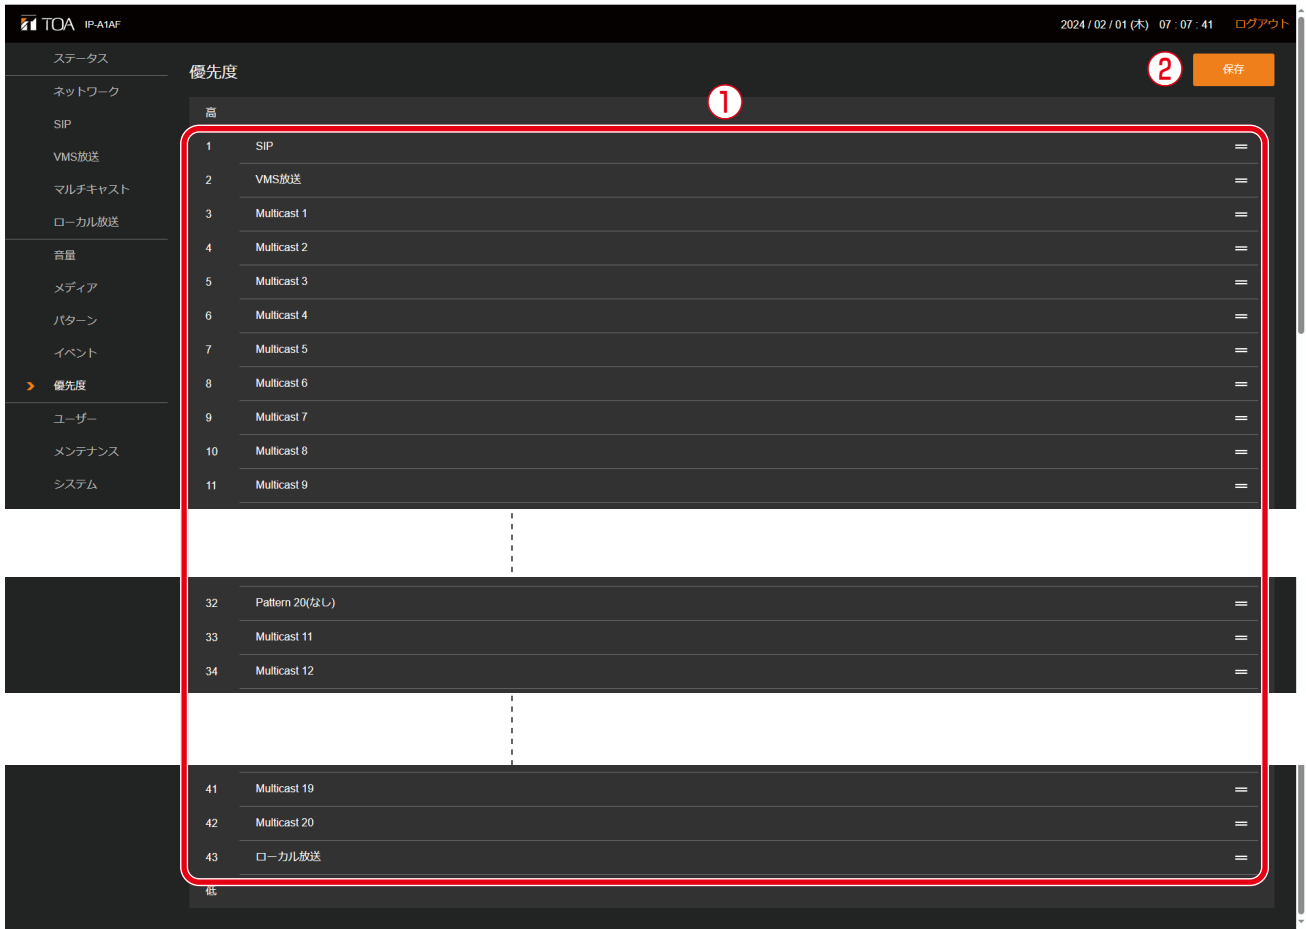 TOA IP-A1AF 2024 / 02 / 01 (木) 07 : 07 : 41 ログアウト
ステータス
ネットワーク
SIP
VMS放送
マルチキャスト
ローカル放送
音量
メディア
パターン
イベント
優先度
ユーザー
メンテナンス
システム
優先度 ② 保存
①
高
1 SIP
2 VMS放送
3 Multicast 1
4 Multicast 2
5 Multicast 3
6 Multicast 4
7 Multicast 5
8 Multicast 6
9 Multicast 7
10 Multicast 8
11 Multicast 9
32 Pattern 20(なし)
33 Multicast 11
34 Multicast 12
41 Multicast 19
42 Multicast 20
43 ローカル放送
低